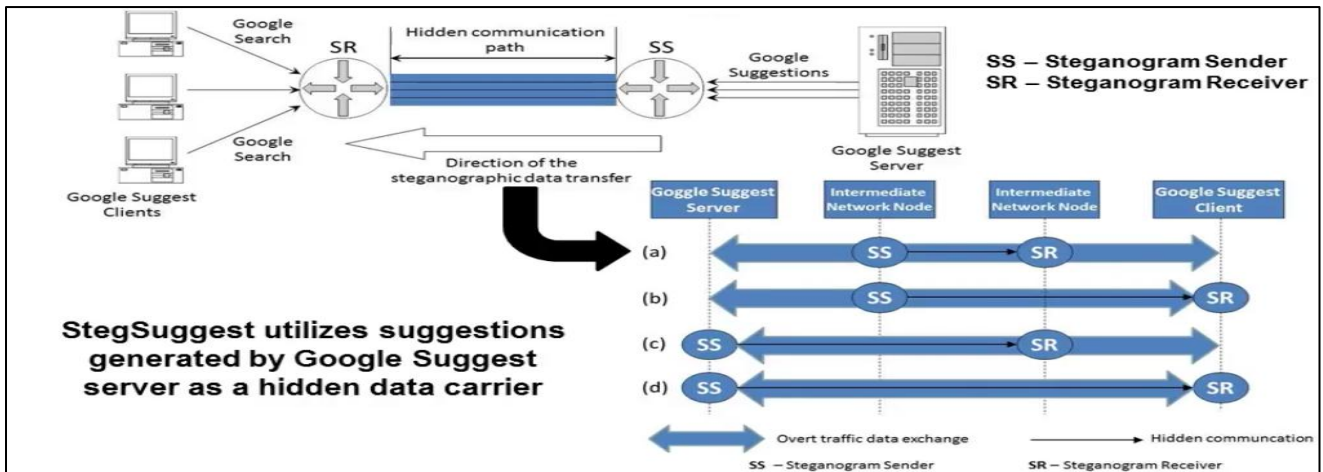 Google
Search
SR
Hidden communication
path
SS
Google
Suggestions
SS – Steganogram Sender
SR – Steganogram Receiver
Google
Search
Google Suggest
Clients
Direction of the
steganographic data transfer
Google Suggest
Server
Goggle Suggest
Server
Intermediate
Network Node
Intermediate
Network Node
Google Suggest
Client
(a)
SS
SR
(b)
SS
SR
(c)
SS
SR
(d)
SS
SR
StegSuggest utilizes suggestions
generated by Google Suggest
server as a hidden data carrier
Overt traffic data exchange
Hidden communcation
SS – Steganogram Sender
SR – Steganogram Receiver